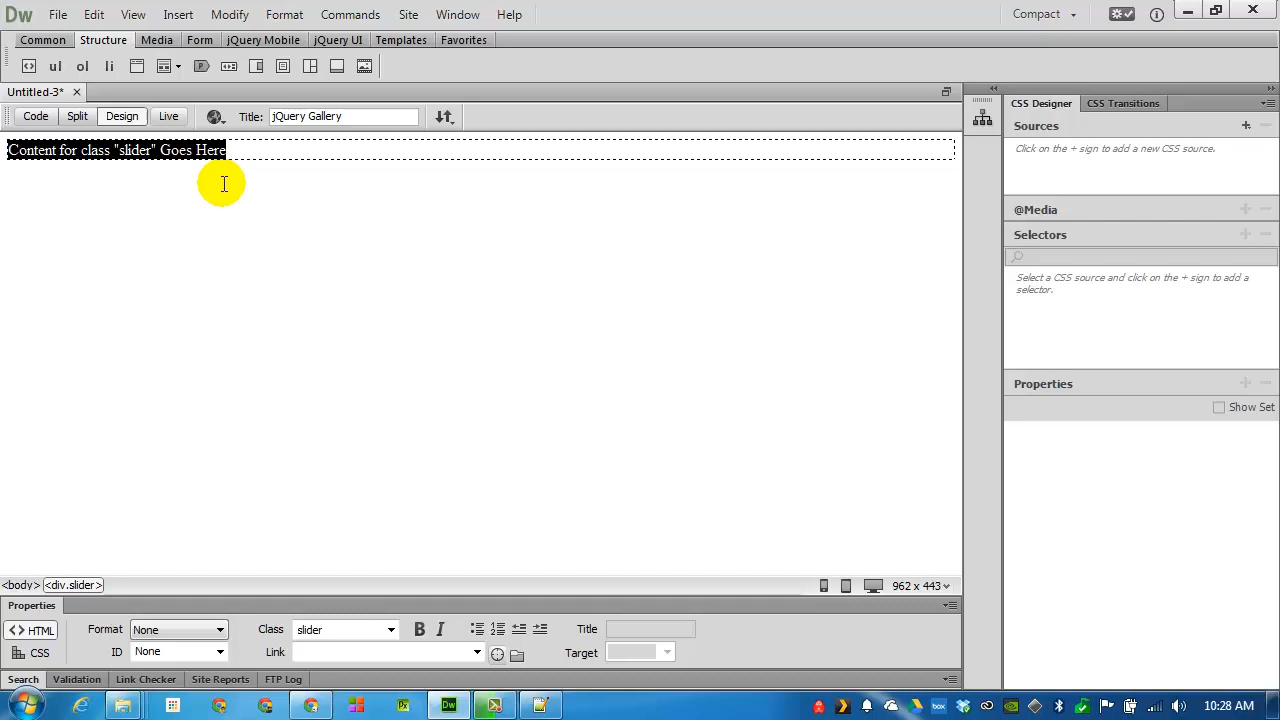 Dw File Edit View Insert Modify Format Commands Site Window Help Compact
Common Structure Media Form jQuery Mobile jQuery UI Templates Favorites
ul ol li
Untitled-3*
Code Split Design Live Title: jQuery Gallery
Content for class "slider" Goes Here
CSS Designer CSS Transitions
Sources
Click on the + sign to add a new CSS source.
@Media
Selectors
Select a CSS source and click on the + sign to add a
selector.
Properties
Show Set
<body> <div.slider> 962 x 443
Properties
<> HTML Format None Class slider B I Title
CSS ID None Link Target
Search Validation Link Checker Site Reports FTP Log
Dw box 10:28 AM